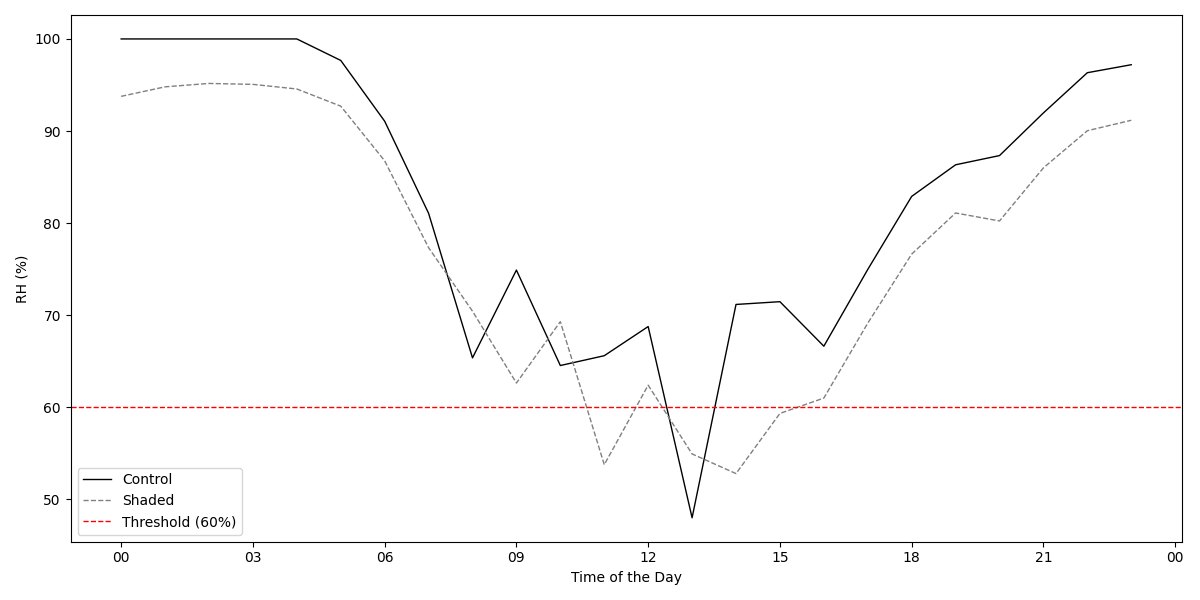 100
90
80
70
60
50
RH (%)
Control
Shaded
Threshold (60%)
00 03 06 09 12 15 18 21 00
Time of the Day